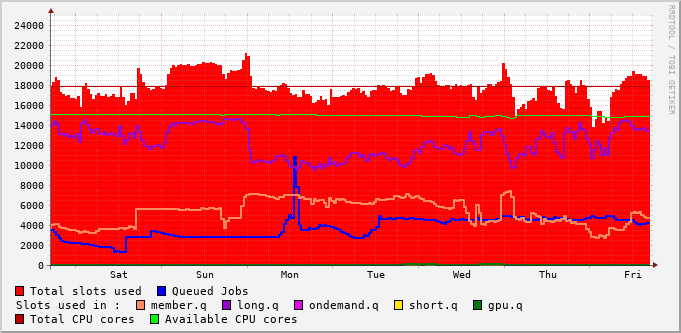 24000
22000
20000
18000
16000
14000
12000
10000
8000
6000
4000
2000
0
Sat Sun Mon Tue Wed Thu Fri
RRDTOOL / TOBI OETIKER
Total slots used Queued Jobs
Slots used in : member.q long.q ondemand.q short.q gpu.q
Total CPU cores Available CPU cores